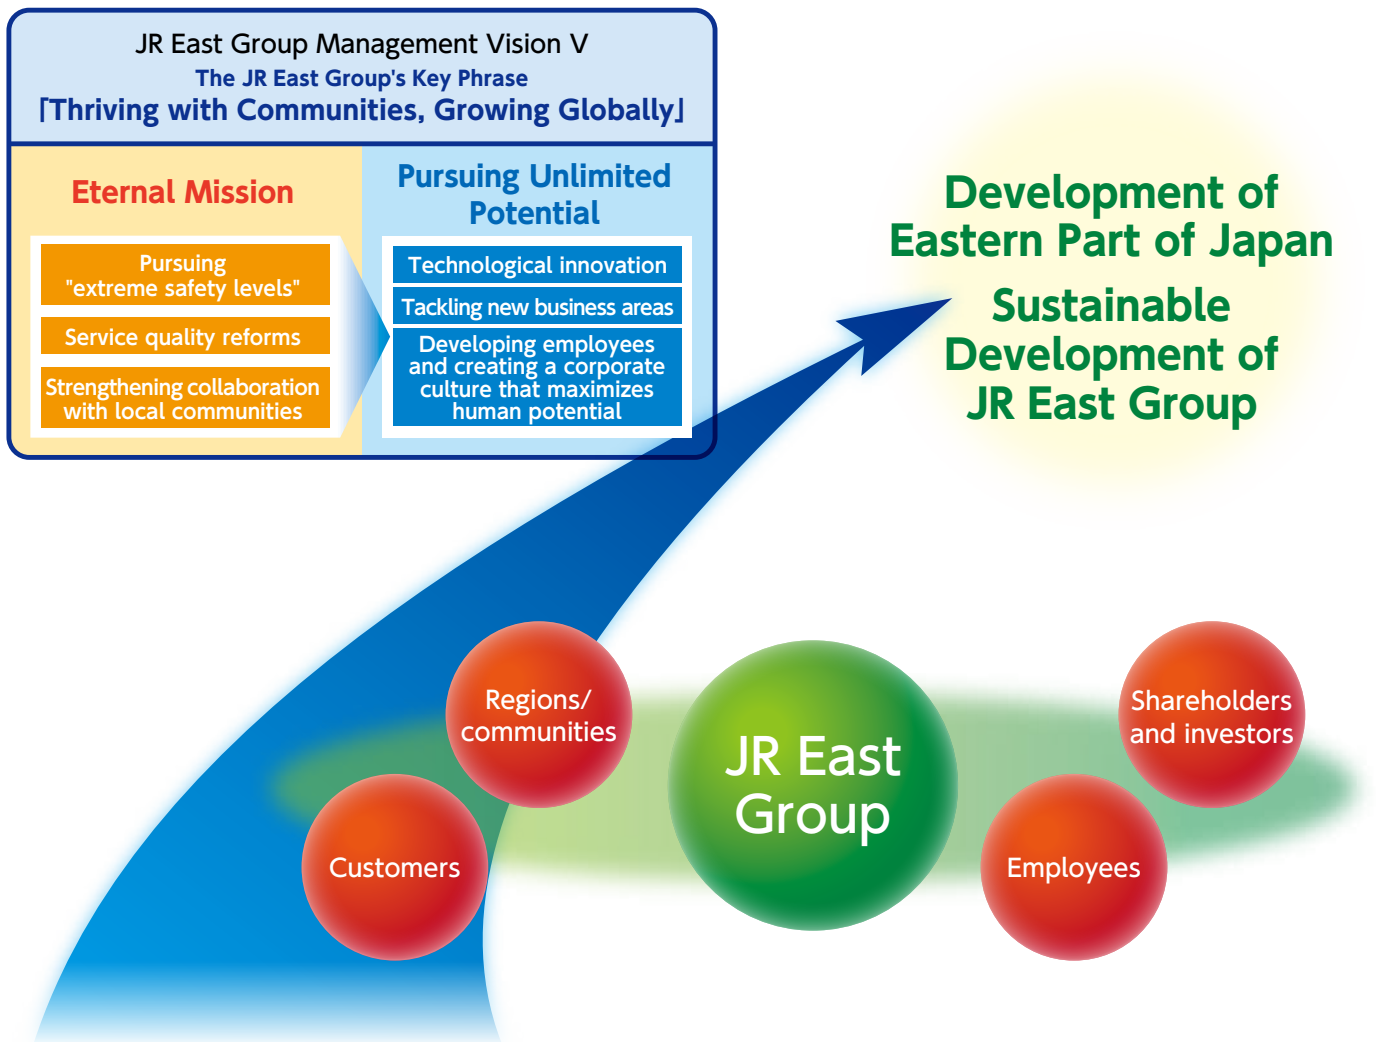 JR East Group Management Vision V
The JR East Group's Key Phrase
「Thriving with Communities, Growing Globally」
Eternal Mission
Pursuing
"extreme safety levels"
Service quality reforms
Strengthening collaboration
with local communities
Pursuing Unlimited
Potential
Technological innovation
Tackling new business areas
Developing employees
and creating a corporate
culture that maximizes
human potential
Development of
Eastern Part of Japan
Sustainable
Development of
JR East Group
Regions/
communities
Customers
JR East
Group
Shareholders
and investors
Employees